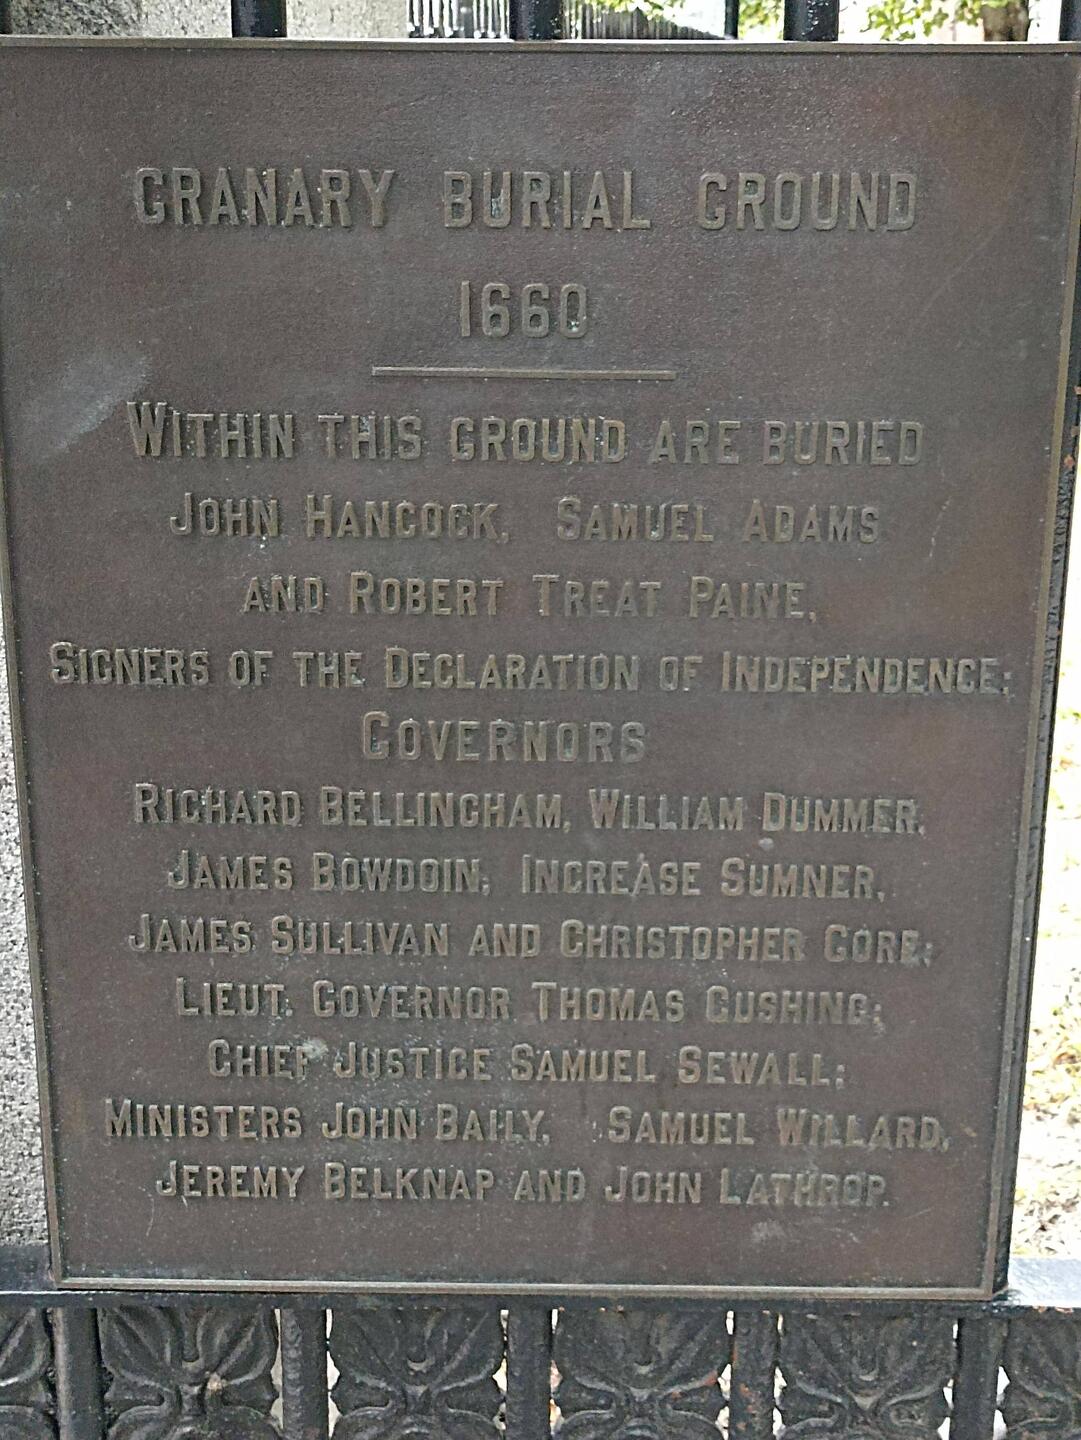 GRANARY BURIAL GROUND
1660
WITHIN THIS GROUND ARE BURIED
JOHN HANCOCK, SAMUEL ADAMS
AND ROBERT TREAT PAINE,
SIGNERS OF THE DECLARATION OF INDEPENDENCE;
GOVERNORS
RICHARD BELLINGHAM, WILLIAM DUMMER,
JAMES BOWDOIN, INCREASE SUMNER,
JAMES SULLIVAN AND CHRISTOPHER GORE;
LIEUT. GOVERNOR THOMAS CUSHING;
CHIEF JUSTICE SAMUEL SEWALL;
MINISTERS JOHN BAILY, SAMUEL WILLARD,
JEREMY BELKNAP AND JOHN LATHROP.